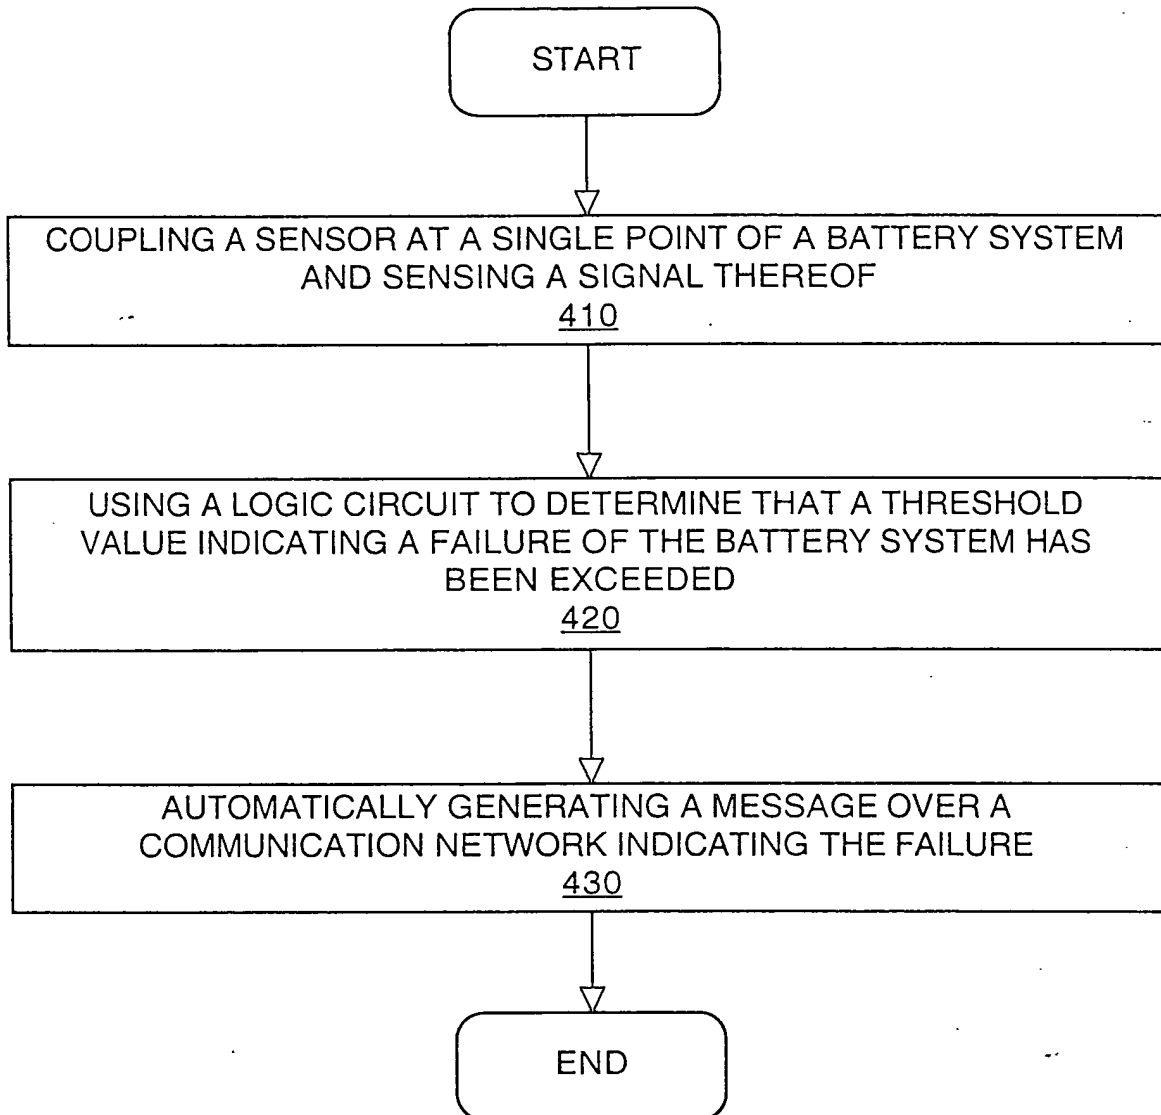 START
COUPLING A SENSOR AT A SINGLE POINT OF A BATTERY SYSTEM
AND SENSING A SIGNAL THEREOF
410
USING A LOGIC CIRCUIT TO DETERMINE THAT A THRESHOLD
VALUE INDICATING A FAILURE OF THE BATTERY SYSTEM HAS
BEEN EXCEEDED
420
AUTOMATICALLY GENERATING A MESSAGE OVER A
COMMUNICATION NETWORK INDICATING THE FAILURE
430
END